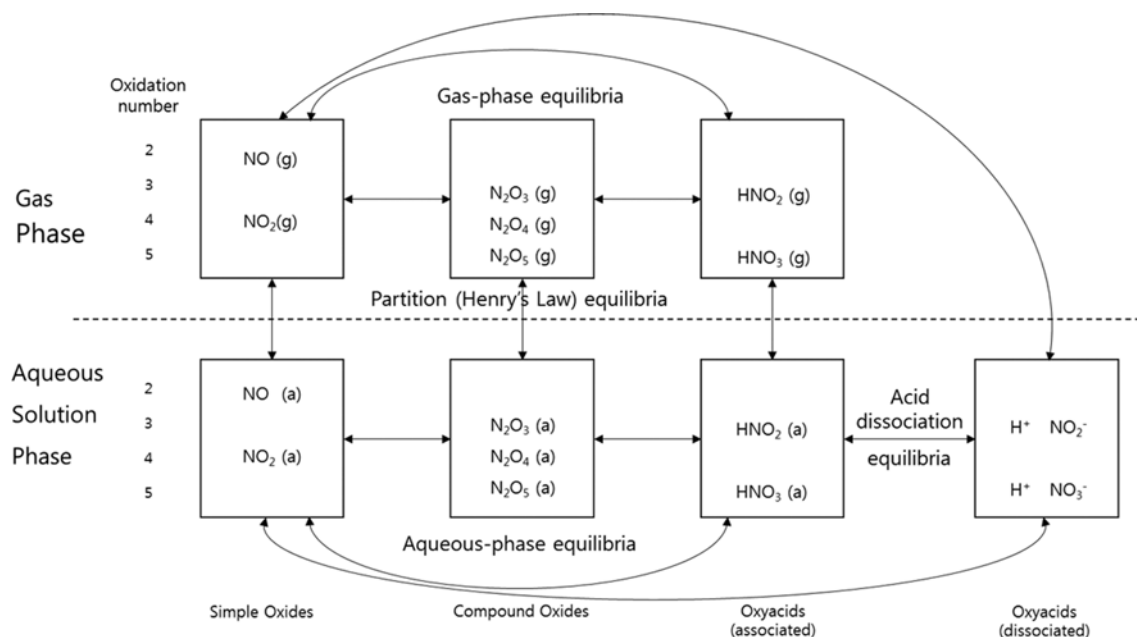 Oxidation
number
Gas-phase equilibria
2
NO (g)
3
N₂O₃ (g)
HNO₂ (g)
Gas
Phase
4
NO₂(g)
N₂O₄ (g)
5
N₂O₅ (g)
HNO₃ (g)
Partition (Henry's Law) equilibria
Aqueous
Solution
Phase
2
NO (a)
3
N₂O₃ (a)
HNO₂ (a)
Acid
dissociation
equilibria
H⁺ NO₂⁻
4
NO₂ (a)
N₂O₄ (a)
5
N₂O₅ (a)
HNO₃ (a)
H⁺ NO₃⁻
Aqueous-phase equilibria
Simple Oxides
Compound Oxides
Oxyacids
(associated)
Oxyacids
(dissociated)